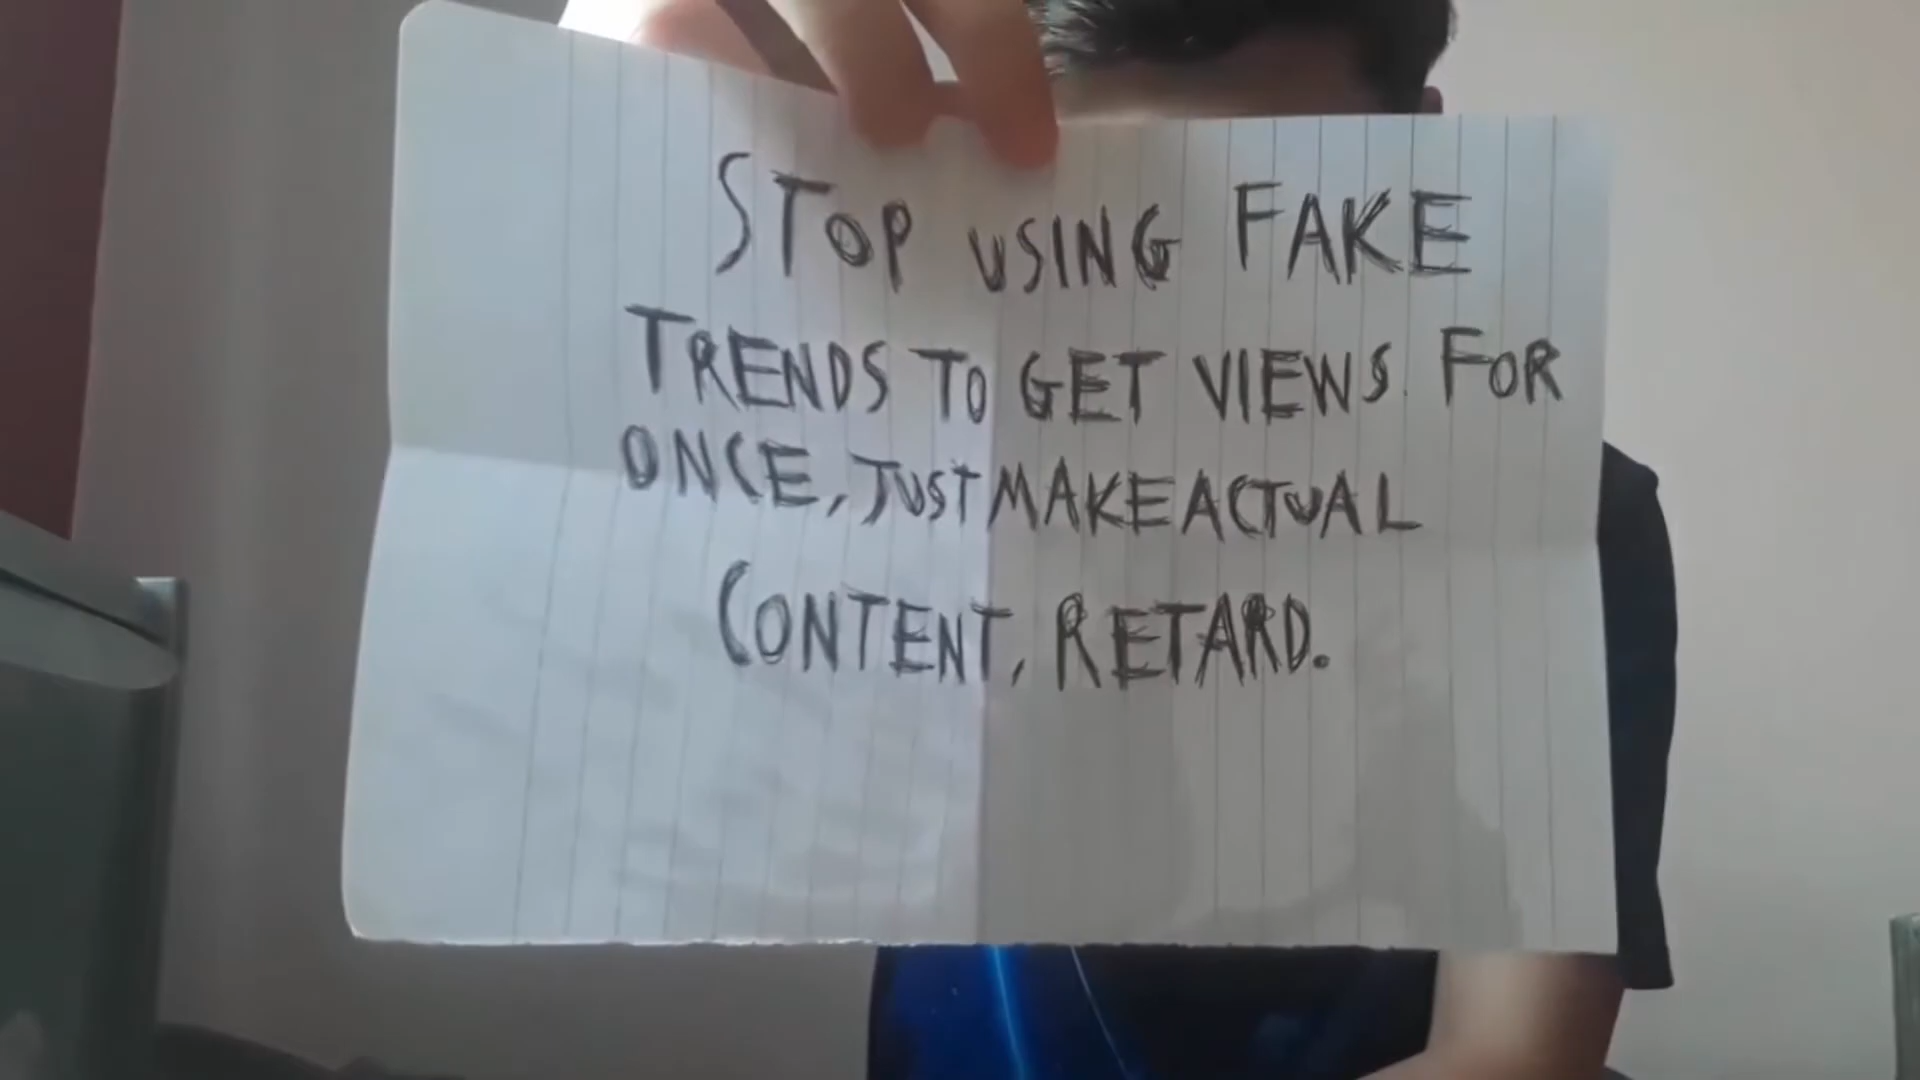 STOP USING FAKE
TRENDS TO GET VIEWS. FOR
ONCE, JUST MAKE ACTUAL
CONTENT, RETARD.